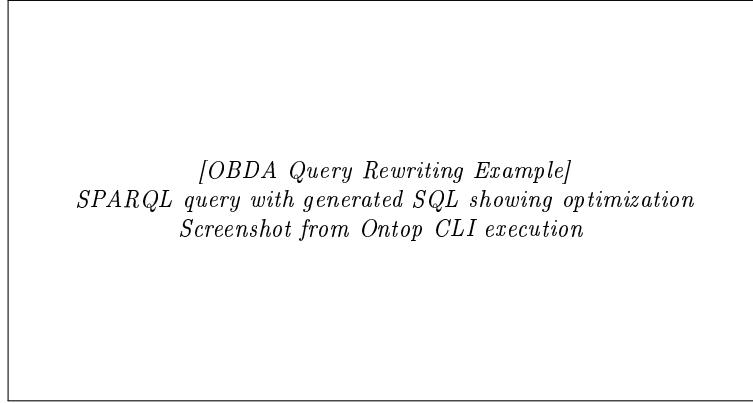 [OBDA Query Rewriting Example]
SPARQL query with generated SQL showing optimization
Screenshot from Ontop CLI execution